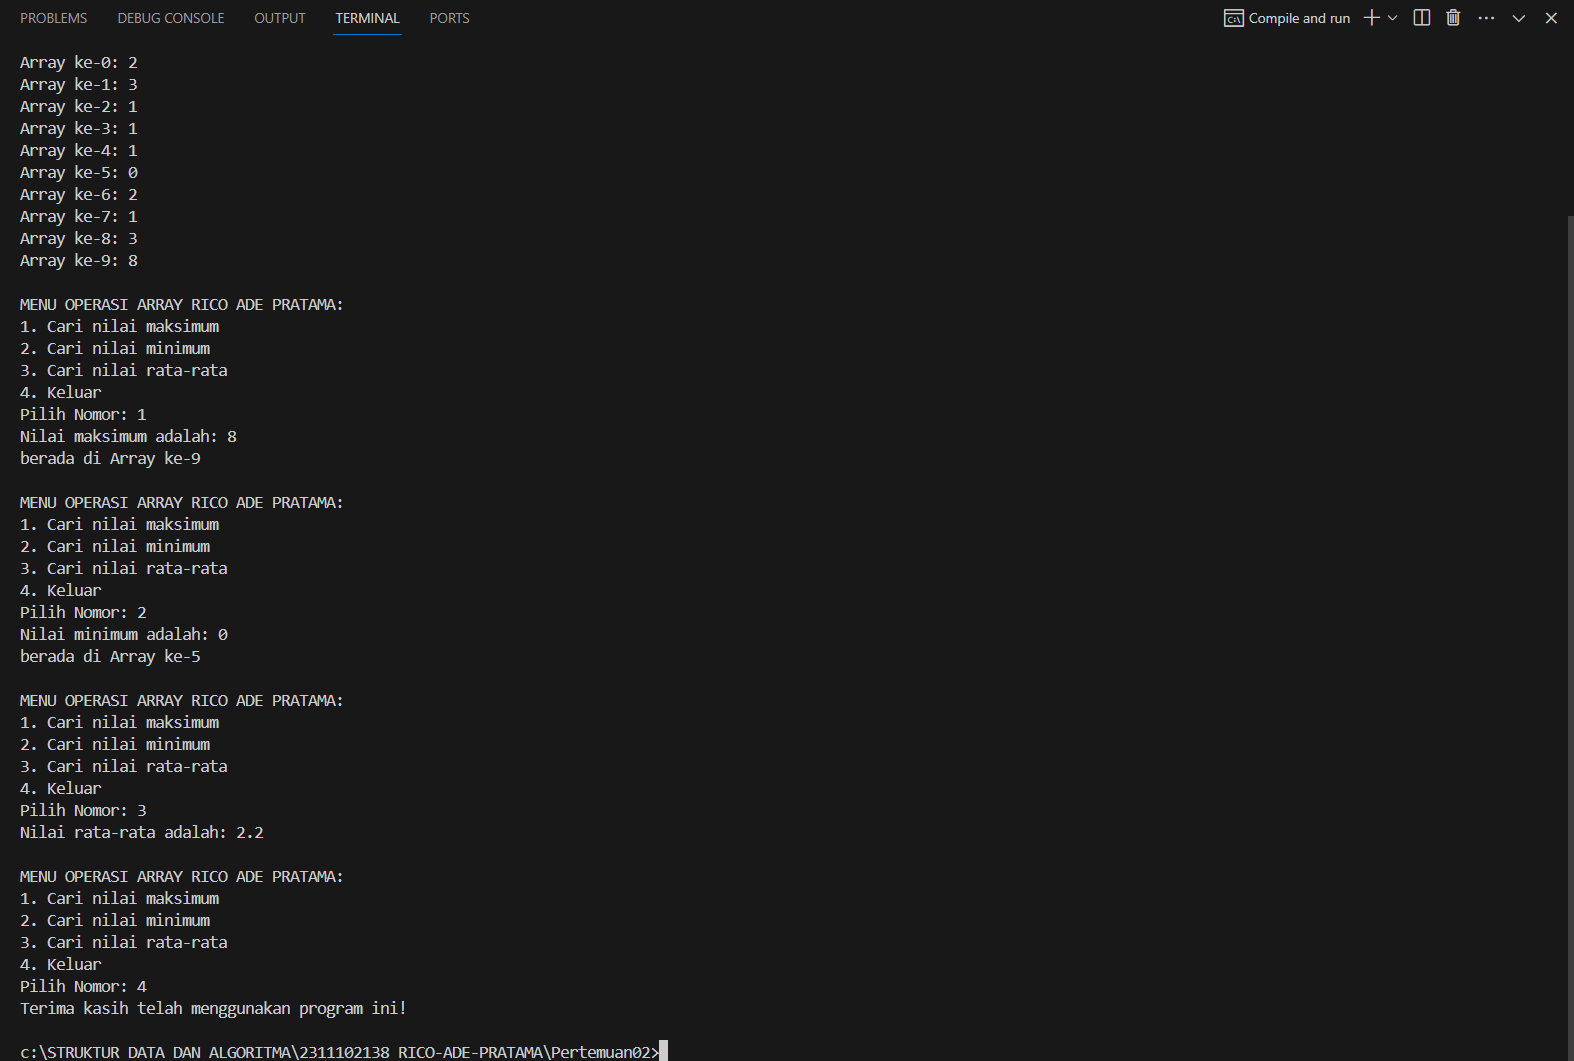 PROBLEMS DEBUG CONSOLE OUTPUT TERMINAL PORTS Compile and run
Array ke-0: 2
Array ke-1: 3
Array ke-2: 1
Array ke-3: 1
Array ke-4: 1
Array ke-5: 0
Array ke-6: 2
Array ke-7: 1
Array ke-8: 3
Array ke-9: 8
MENU OPERASI ARRAY RICO ADE PRATAMA:
1. Cari nilai maksimum
2. Cari nilai minimum
3. Cari nilai rata-rata
4. Keluar
Pilih Nomor: 1
Nilai maksimum adalah: 8
berada di Array ke-9
MENU OPERASI ARRAY RICO ADE PRATAMA:
1. Cari nilai maksimum
2. Cari nilai minimum
3. Cari nilai rata-rata
4. Keluar
Pilih Nomor: 2
Nilai minimum adalah: 0
berada di Array ke-5
MENU OPERASI ARRAY RICO ADE PRATAMA:
1. Cari nilai maksimum
2. Cari nilai minimum
3. Cari nilai rata-rata
4. Keluar
Pilih Nomor: 3
Nilai rata-rata adalah: 2.2
MENU OPERASI ARRAY RICO ADE PRATAMA:
1. Cari nilai maksimum
2. Cari nilai minimum
3. Cari nilai rata-rata
4. Keluar
Pilih Nomor: 4
Terima kasih telah menggunakan program ini!
c:\STRUKTUR DATA DAN ALGORITMA\2311102138_RICO-ADE-PRATAMA\Pertemuan02>